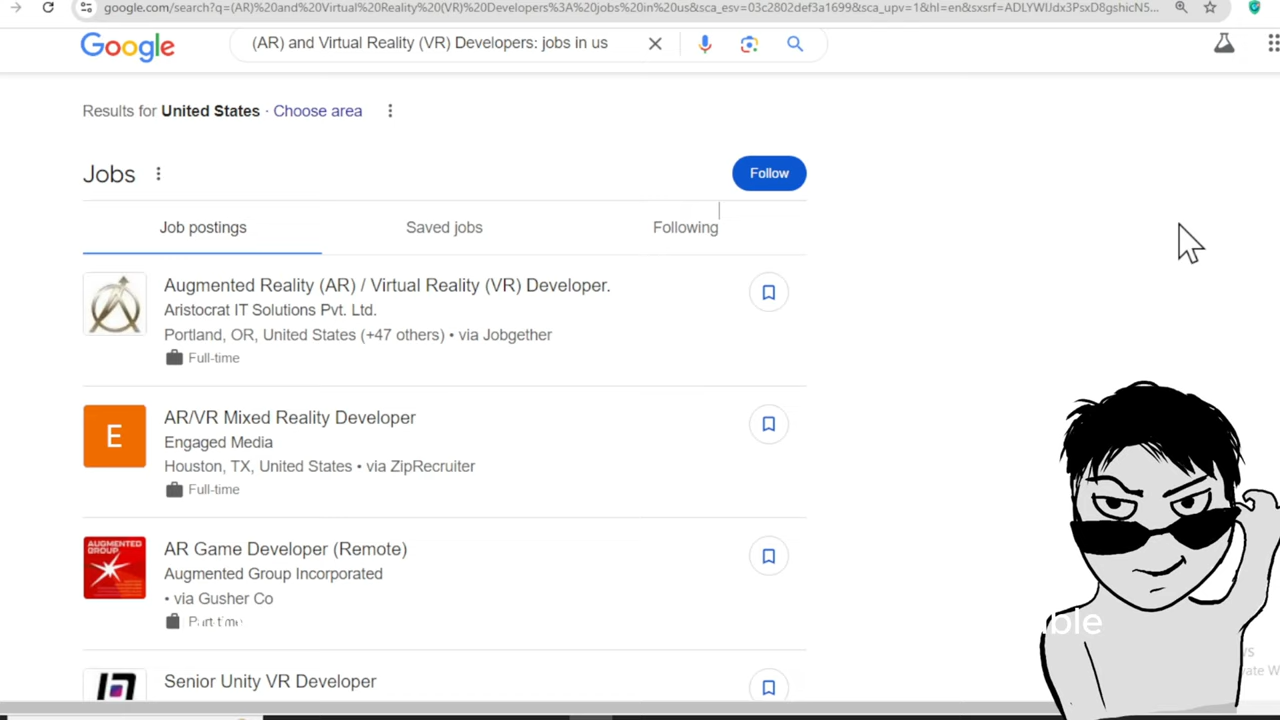 google.com/search?q=(AR)%20and%20Virtual%20Reality%20(VR)%20Developers%3A%20jobs%20in%20us&sca_esv=03c2802def3a1699&sca_upv=1&hl=en&sxsrf=ADLYWIJdx3PsxD8gshicN5...
Google
(AR) and Virtual Reality (VR) Developers: jobs in us
Results for United States · Choose area
Jobs
Follow
Job postings
Saved jobs
Following
Augmented Reality (AR) / Virtual Reality (VR) Developer.
Aristocrat IT Solutions Pvt. Ltd.
Portland, OR, United States (+47 others) • via Jobgether
Full-time
E
AR/VR Mixed Reality Developer
Engaged Media
Houston, TX, United States • via ZipRecruiter
Full-time
AUGMENTED
GROUP
AR Game Developer (Remote)
Augmented Group Incorporated
• via Gusher Co
Part-time
Senior Unity VR Developer